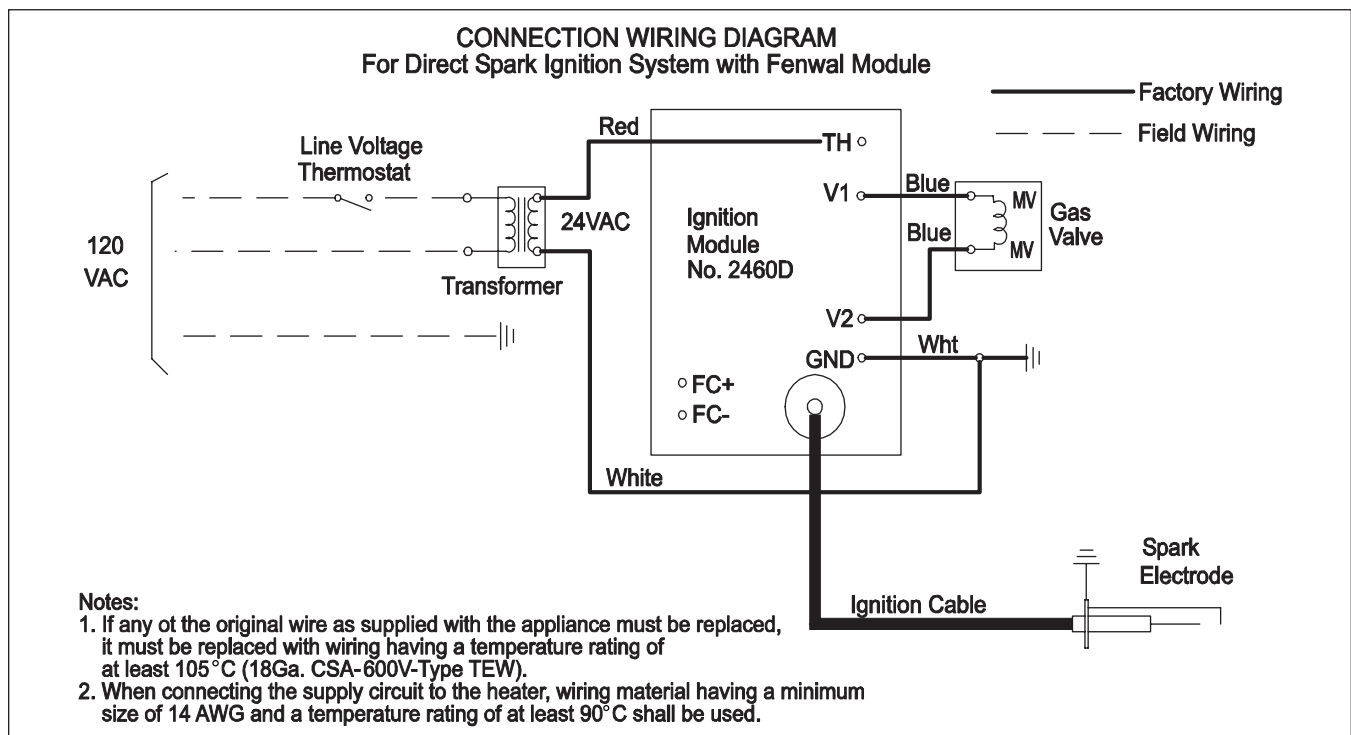 CONNECTION WIRING DIAGRAM
For Direct Spark Ignition System with Fenwal Module
Factory Wiring
Field Wiring
Red
TH
Line Voltage
Thermostat
V1
Blue
MV
Gas
Valve
24VAC
Ignition
Module
No. 2460D
Blue
MV
120
VAC
Transformer
V2
Wht
GND
FC+
FC-
White
Spark
Electrode
Ignition Cable
Notes:
1. If any ot the original wire as supplied with the appliance must be replaced,
it must be replaced with wiring having a temperature rating of
at least 105°C (18Ga. CSA-600V-Type TEW).
2. When connecting the supply circuit to the heater, wiring material having a minimum
size of 14 AWG and a temperature rating of at least 90°C shall be used.